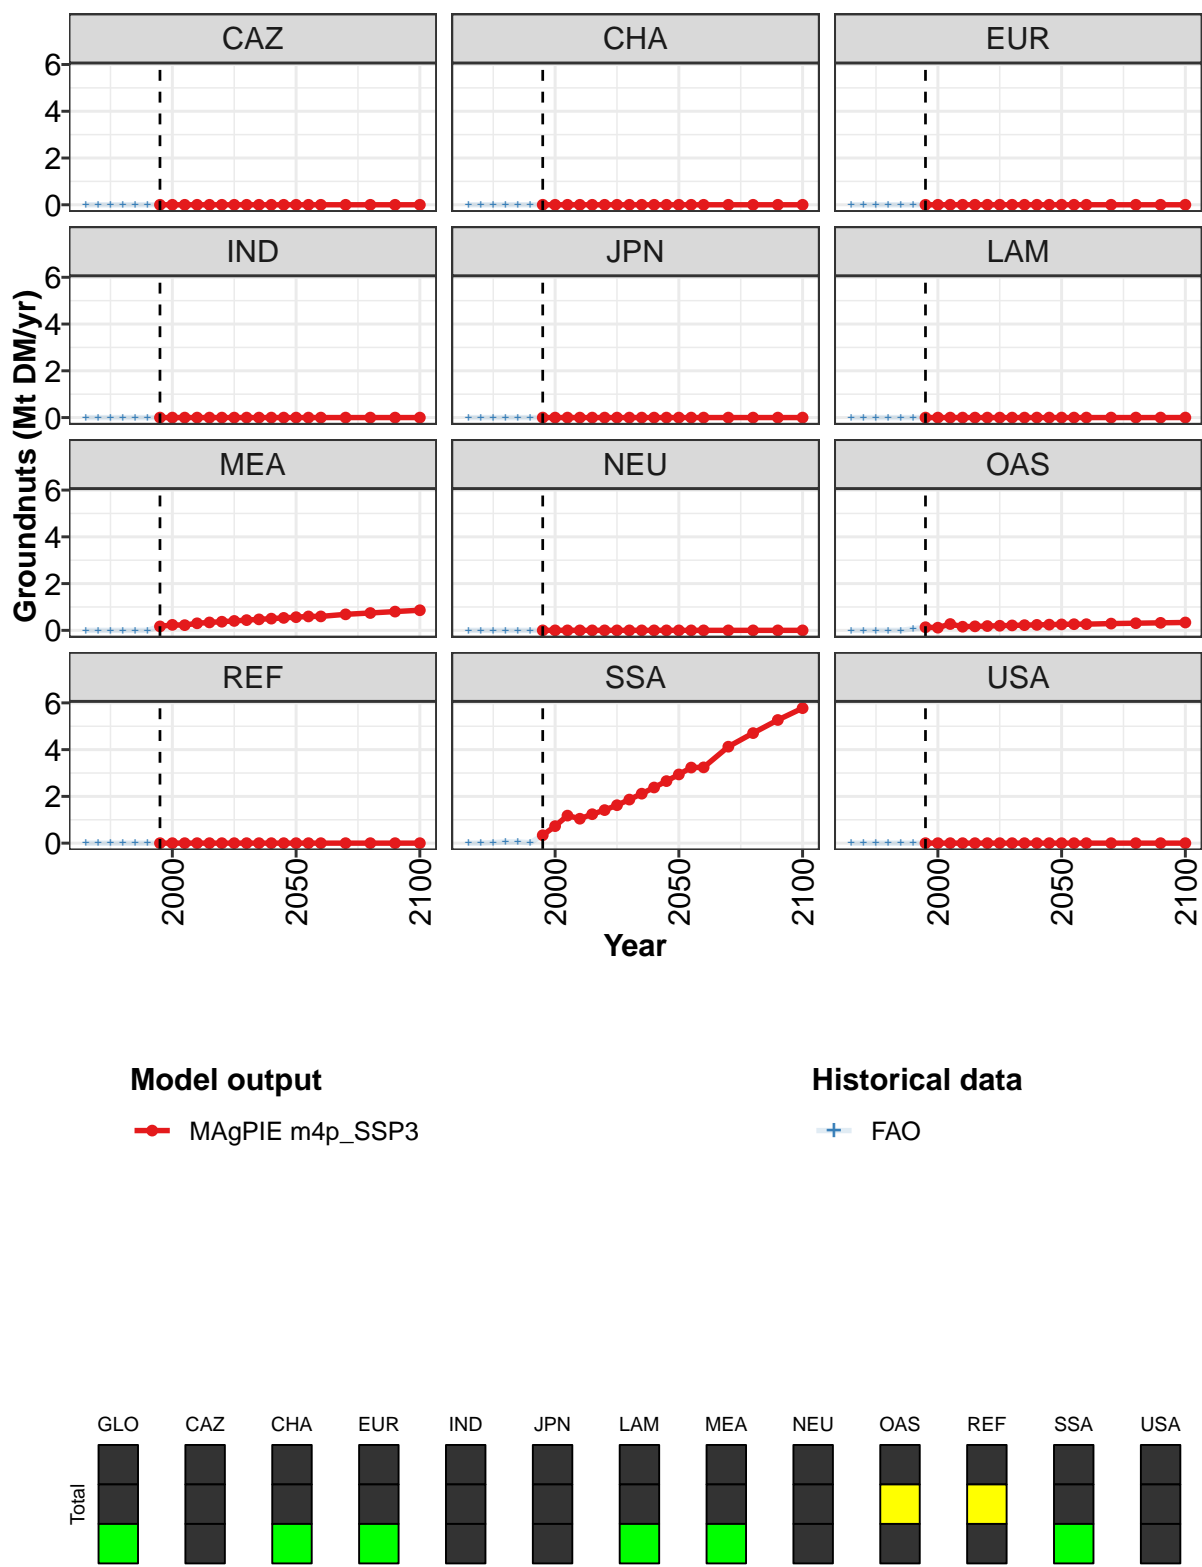 CAZ CHA EUR
6
4
2
0
IND JPN LAM
6
4
2
0
MEA NEU OAS
6
4
2
0
REF SSA USA
6
4
2
0
2000 2050 2100 2000 2050 2100 2000 2050 2100
Year
Groundnuts (Mt DM/yr)
Model output Historical data
MAgPIE m4p_SSP3 FAO
GLO CAZ CHA EUR IND JPN LAM MEA NEU OAS REF SSA USA
Total